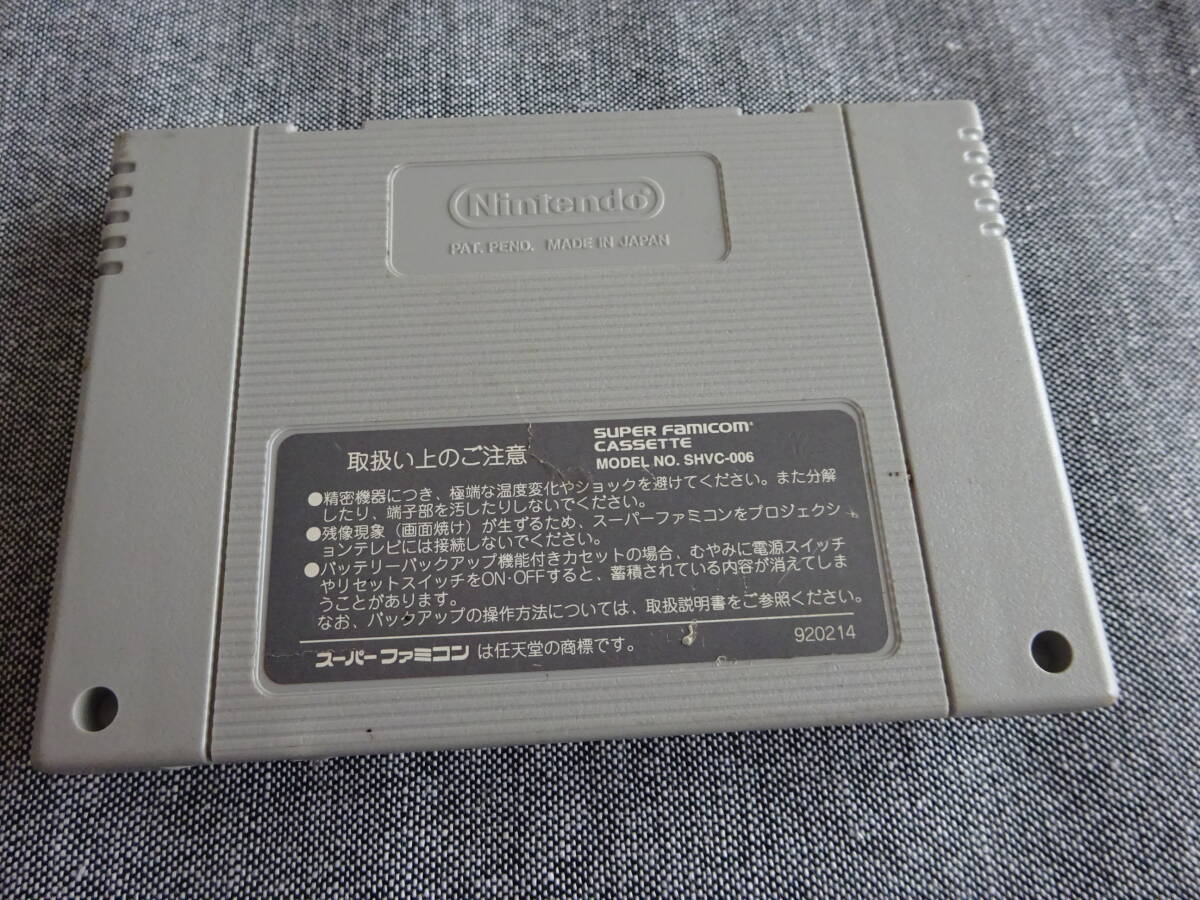 Nintendo®
PAT. PEND. MADE IN JAPAN
取扱い上のご注意
SUPER FAMICOM®
CASSETTE
MODEL NO. SHVC-006
●精密機器につき、極端な温度変化やショックを避けてください。また分解
したり、端子部を汚したりしないでください。
●残像現象（画面焼け）が生ずるため、スーパーファミコンをプロジェクシ
ョンテレビには接続しないでください。
●バッテリーバックアップ機能付きカセットの場合、むやみに電源スイッチ
やリセットスイッチをON·OFFすると、蓄積されている内容が消えてしま
うことがあります。
なお、バックアップの操作方法については、取扱説明書をご参照ください。
スーパーファミコン は任天堂の商標です。
920214